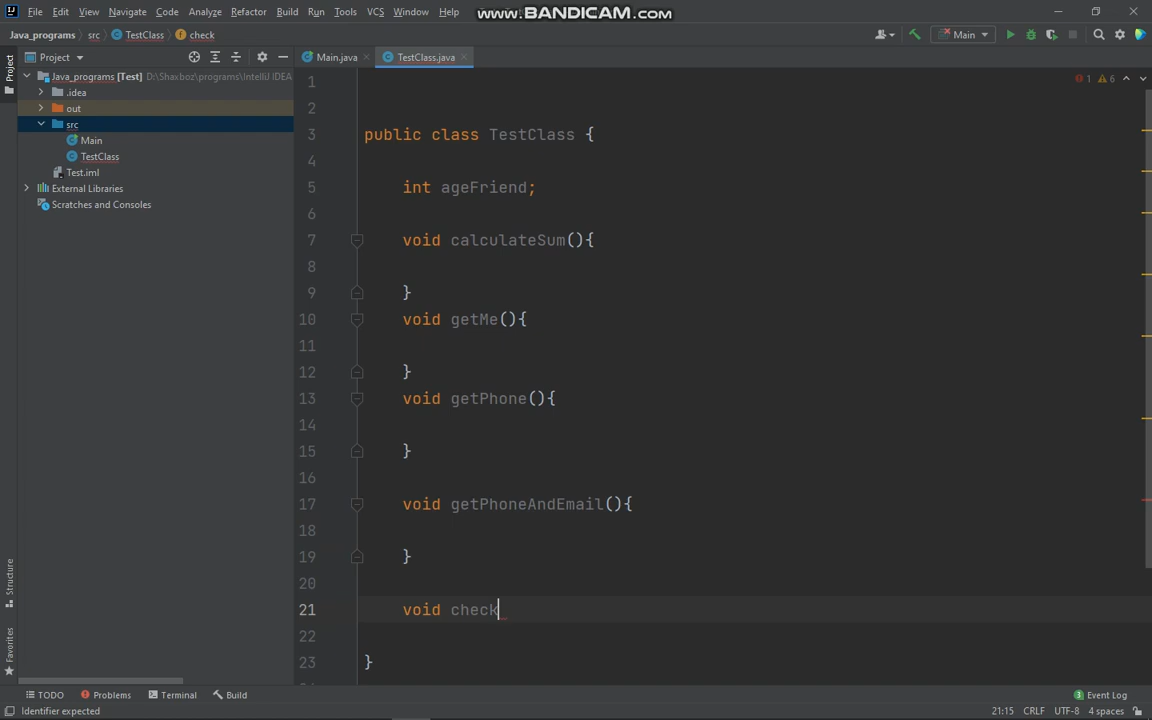 File Edit View Navigate Code Analyze Refactor Build Run Tools VCS Window Help www.BANDICAM.com
Java_programs src TestClass check Main
Project Main.java TestClass.java
Java_programs [Test] D:\Shaxboz\programs\IntelliJ IDEA
.idea
out
src
Main
TestClass
Test.iml
External Libraries
Scratches and Consoles
Project
Structure
Favorites
1 6
1
2
3 public class TestClass {
4
5 int ageFriend;
6
7 void calculateSum(){
8
9 }
10 void getMe(){
11
12 }
13 void getPhone(){
14
15 }
16
17 void getPhoneAndEmail(){
18
19 }
20
21 void check
22
23 }
TODO Problems Terminal Build 3 Event Log
Identifier expected 21:15 CRLF UTF-8 4 spaces